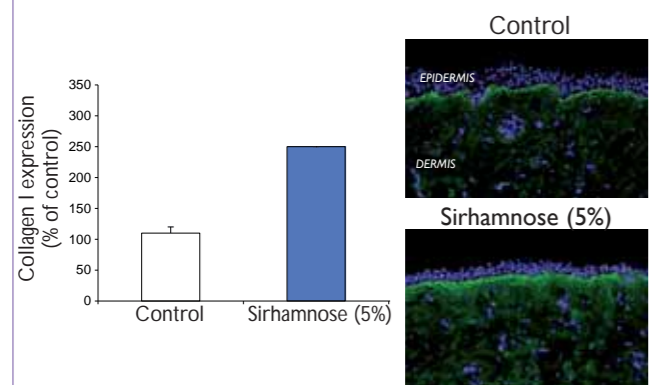 Collagen I expression
(% of control)
350
300
250
200
150
100
50
0
Control
Sirhamnose (5%)
Control
EPIDERMIS
DERMIS
Sirhamnose (5%)